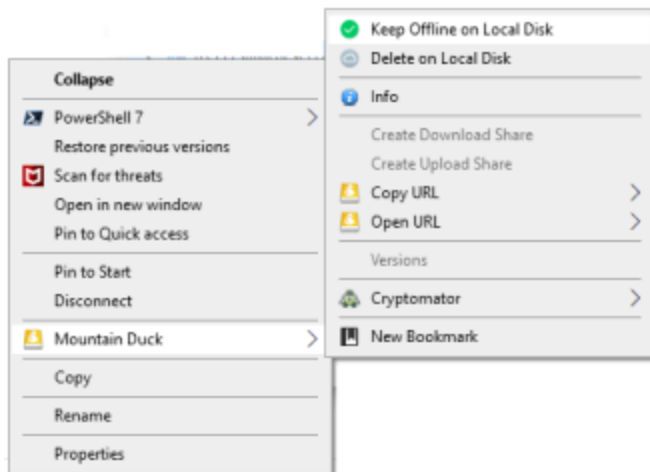 Collapse
PowerShell 7
Restore previous versions
Scan for threats
Open in new window
Pin to Quick access
Pin to Start
Disconnect
Mountain Duck
Copy
Rename
Properties
Keep Offline on Local Disk
Delete on Local Disk
Info
Create Download Share
Create Upload Share
Copy URL
Open URL
Versions
Cryptomator
New Bookmark